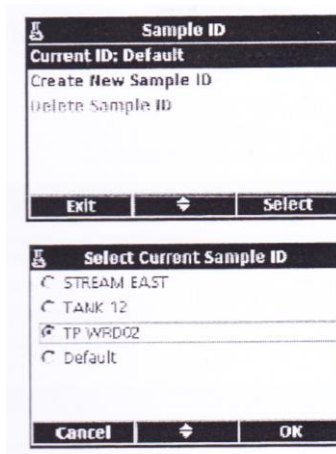 Sample ID
Current ID: Default
Create New Sample ID
Delete Sample ID
Exit Select
Select Current Sample ID
STREAM EAST
TANK 12
TP WRD02
Default
Cancel OK